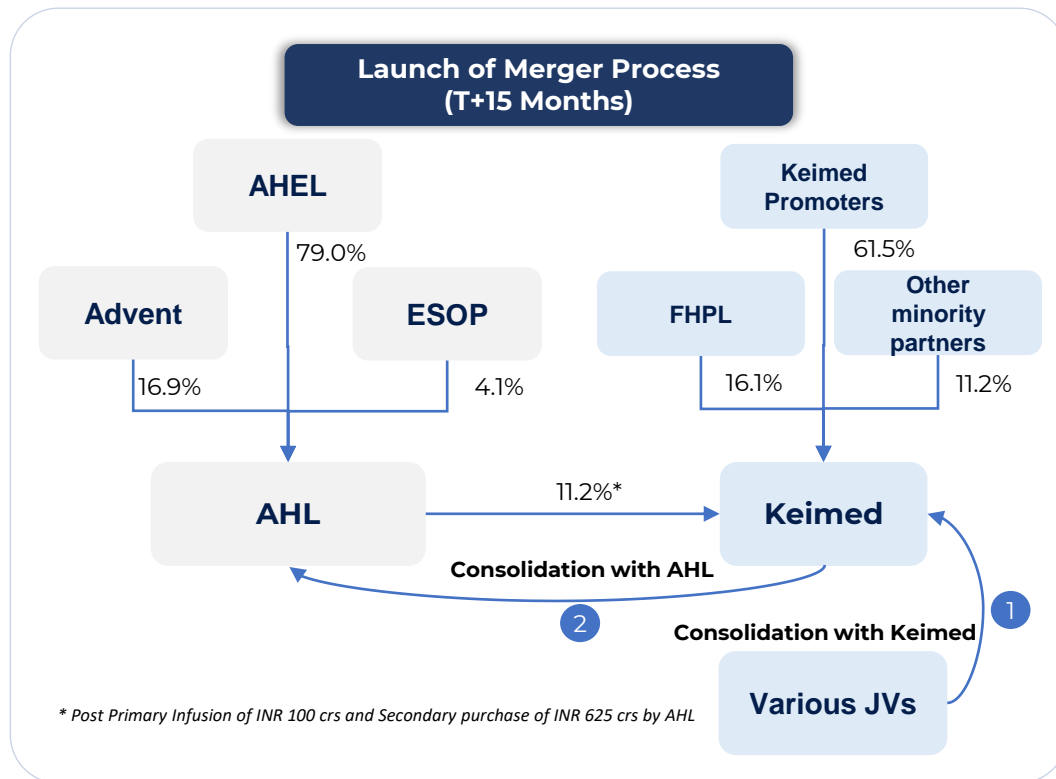 Launch of Merger Process
(T+15 Months)
AHEL
Keimed
Promoters
79.0%
61.5%
Advent
ESOP
FHPL
Other
minority
partners
16.9%
4.1%
16.1%
11.2%
AHL
11.2%*
Keimed
Consolidation with AHL
2
1
Consolidation with Keimed
Various JVs
* Post Primary Infusion of INR 100 crs and Secondary purchase of INR 625 crs by AHL